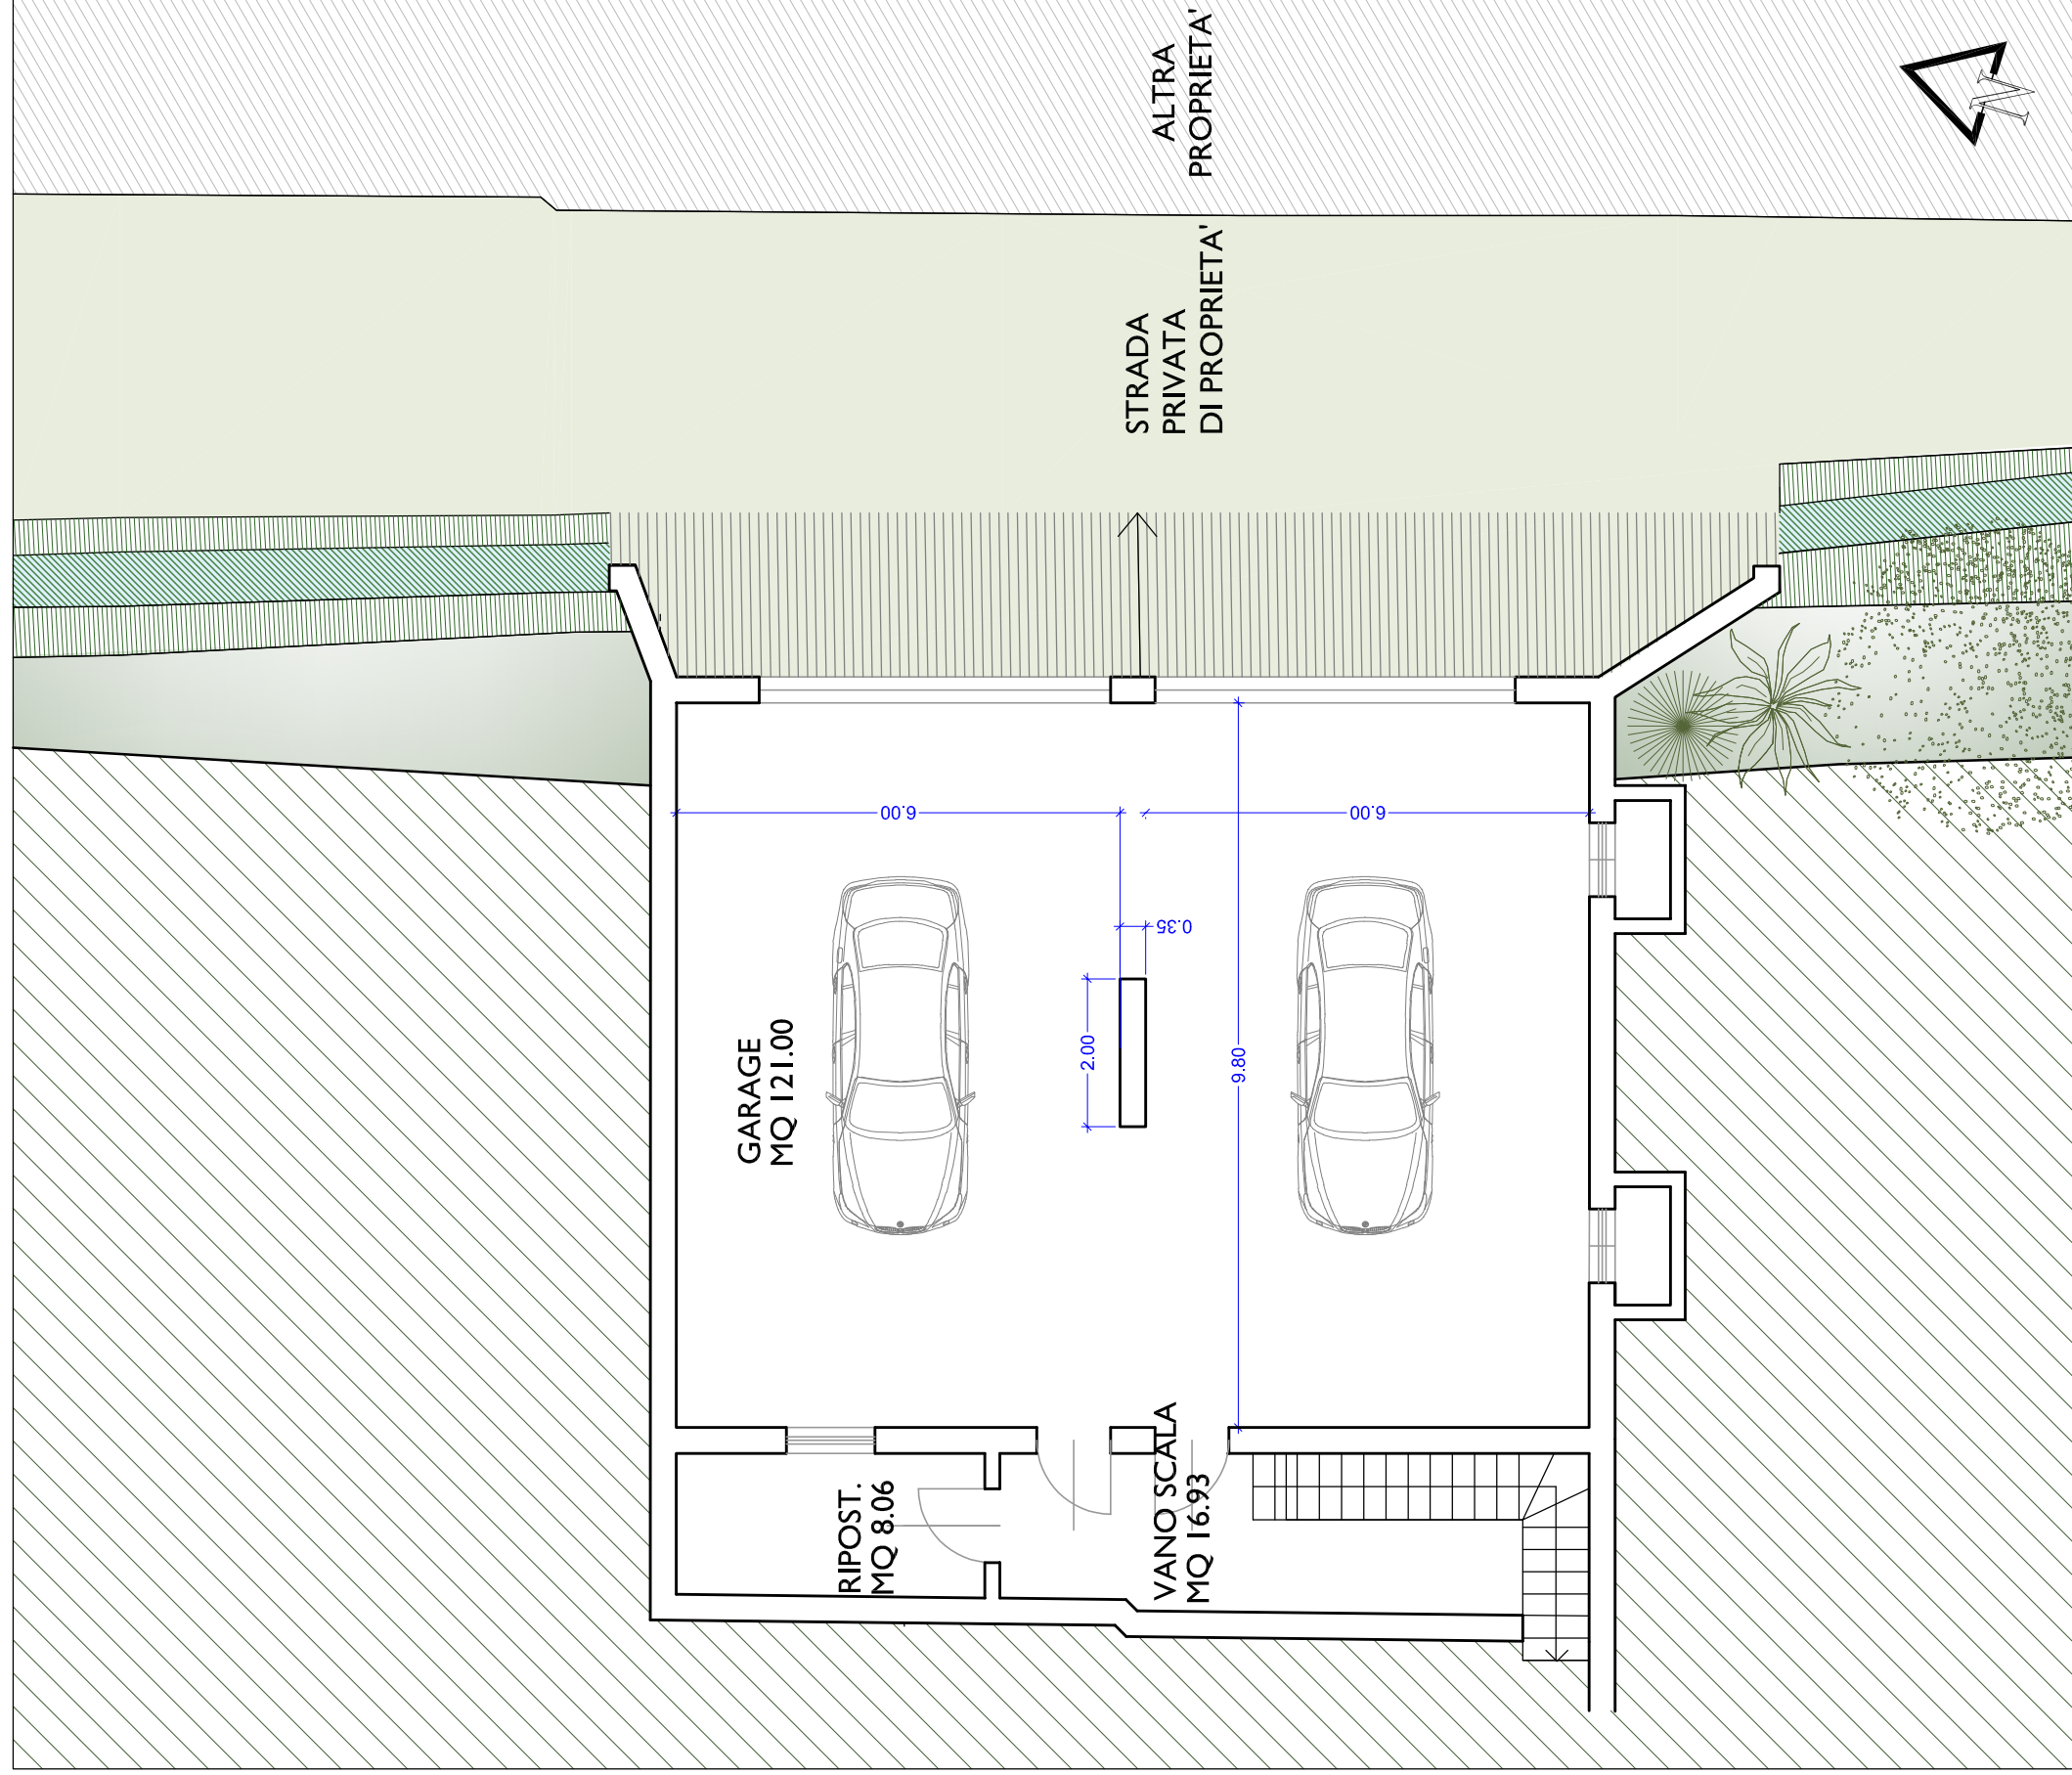 ALTRA
PROPRIETA'
N
STRADA
PRIVATA
DI PROPRIETA'
6.00
6.00
0.35
2.00
9.80
GARAGE
MQ 121.00
RIPOST.
MQ 8.06
VANO SCALA
MQ 16.93